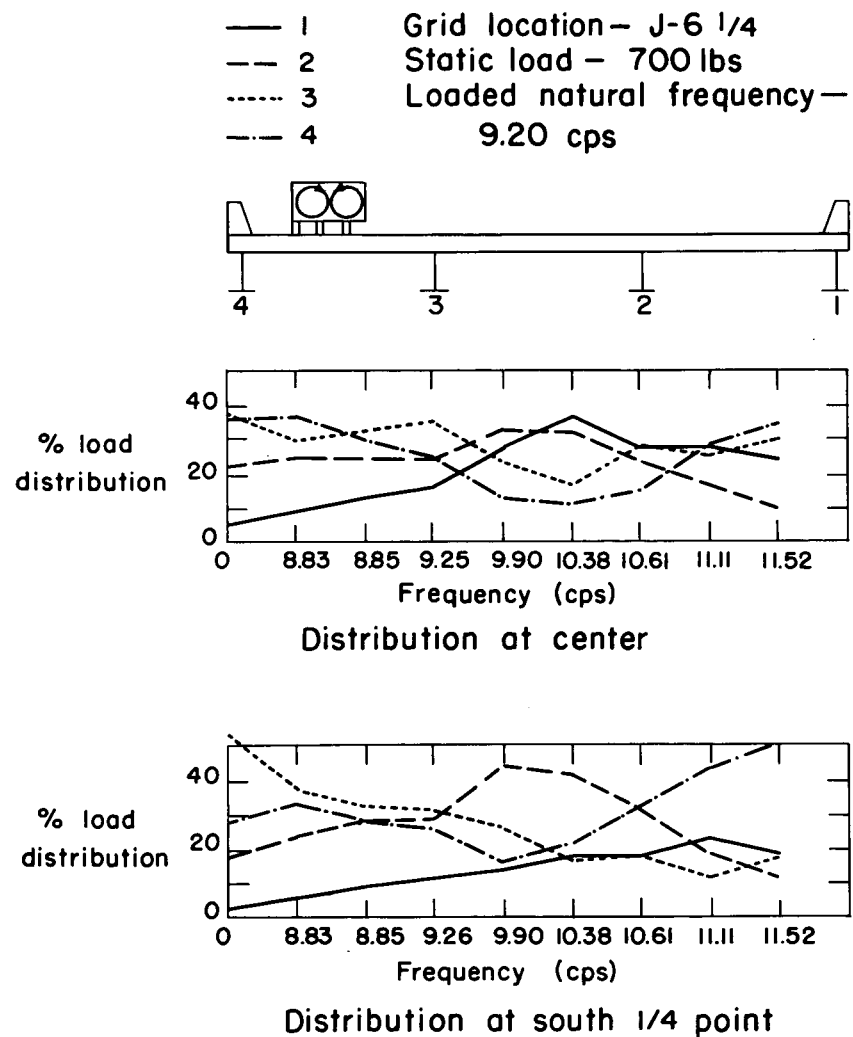 1 Grid location – J-6 1/4
2 Static load – 700 lbs
3 Loaded natural frequency –
4 9.20 cps
4 3 2 1
40
% load
distribution
20
0
0 8.83 8.85 9.25 9.90 10.38 10.61 11.11 11.52
Frequency (cps)
Distribution at center
40
% load
distribution
20
0
0 8.83 8.85 9.26 9.90 10.38 10.61 11.11 11.52
Frequency (cps)
Distribution at south 1/4 point